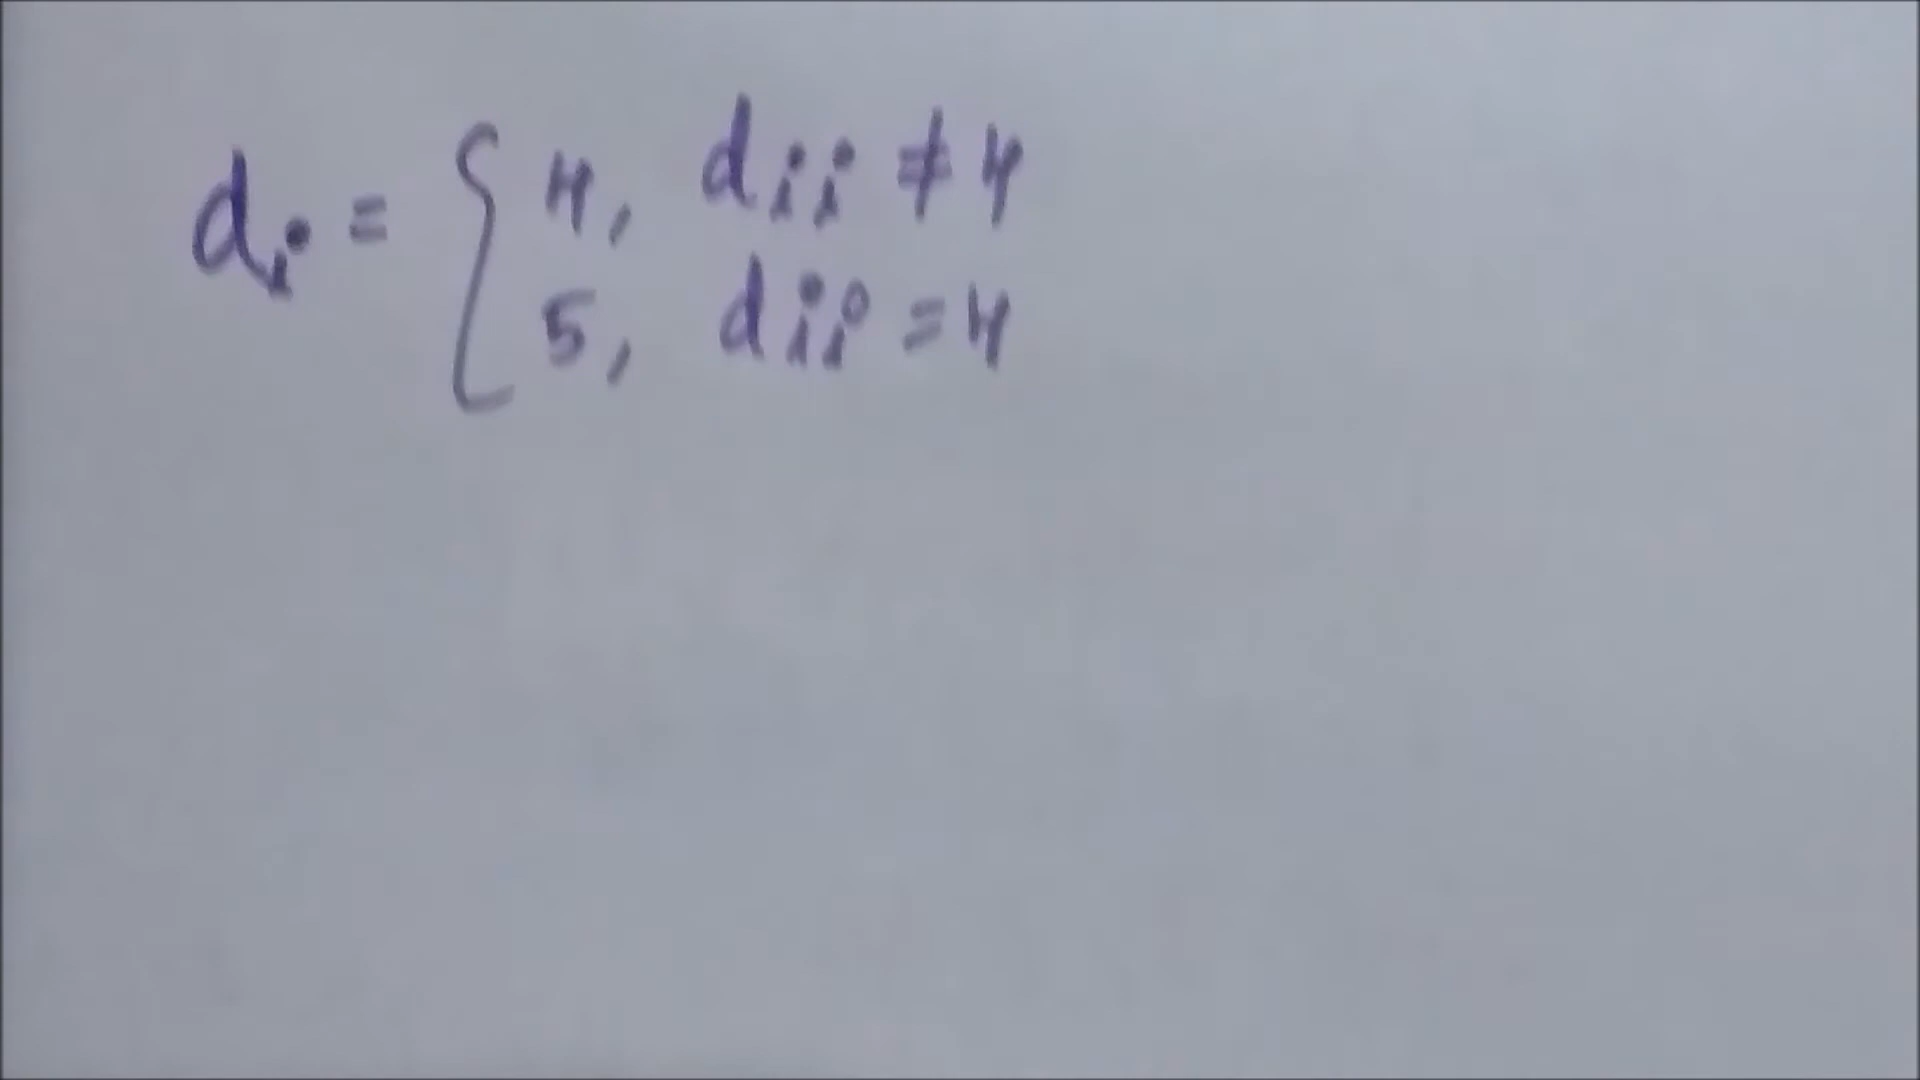 dᵢ = { 4, dᵢᵢ ≠ 4
5, dᵢᵢ = 4